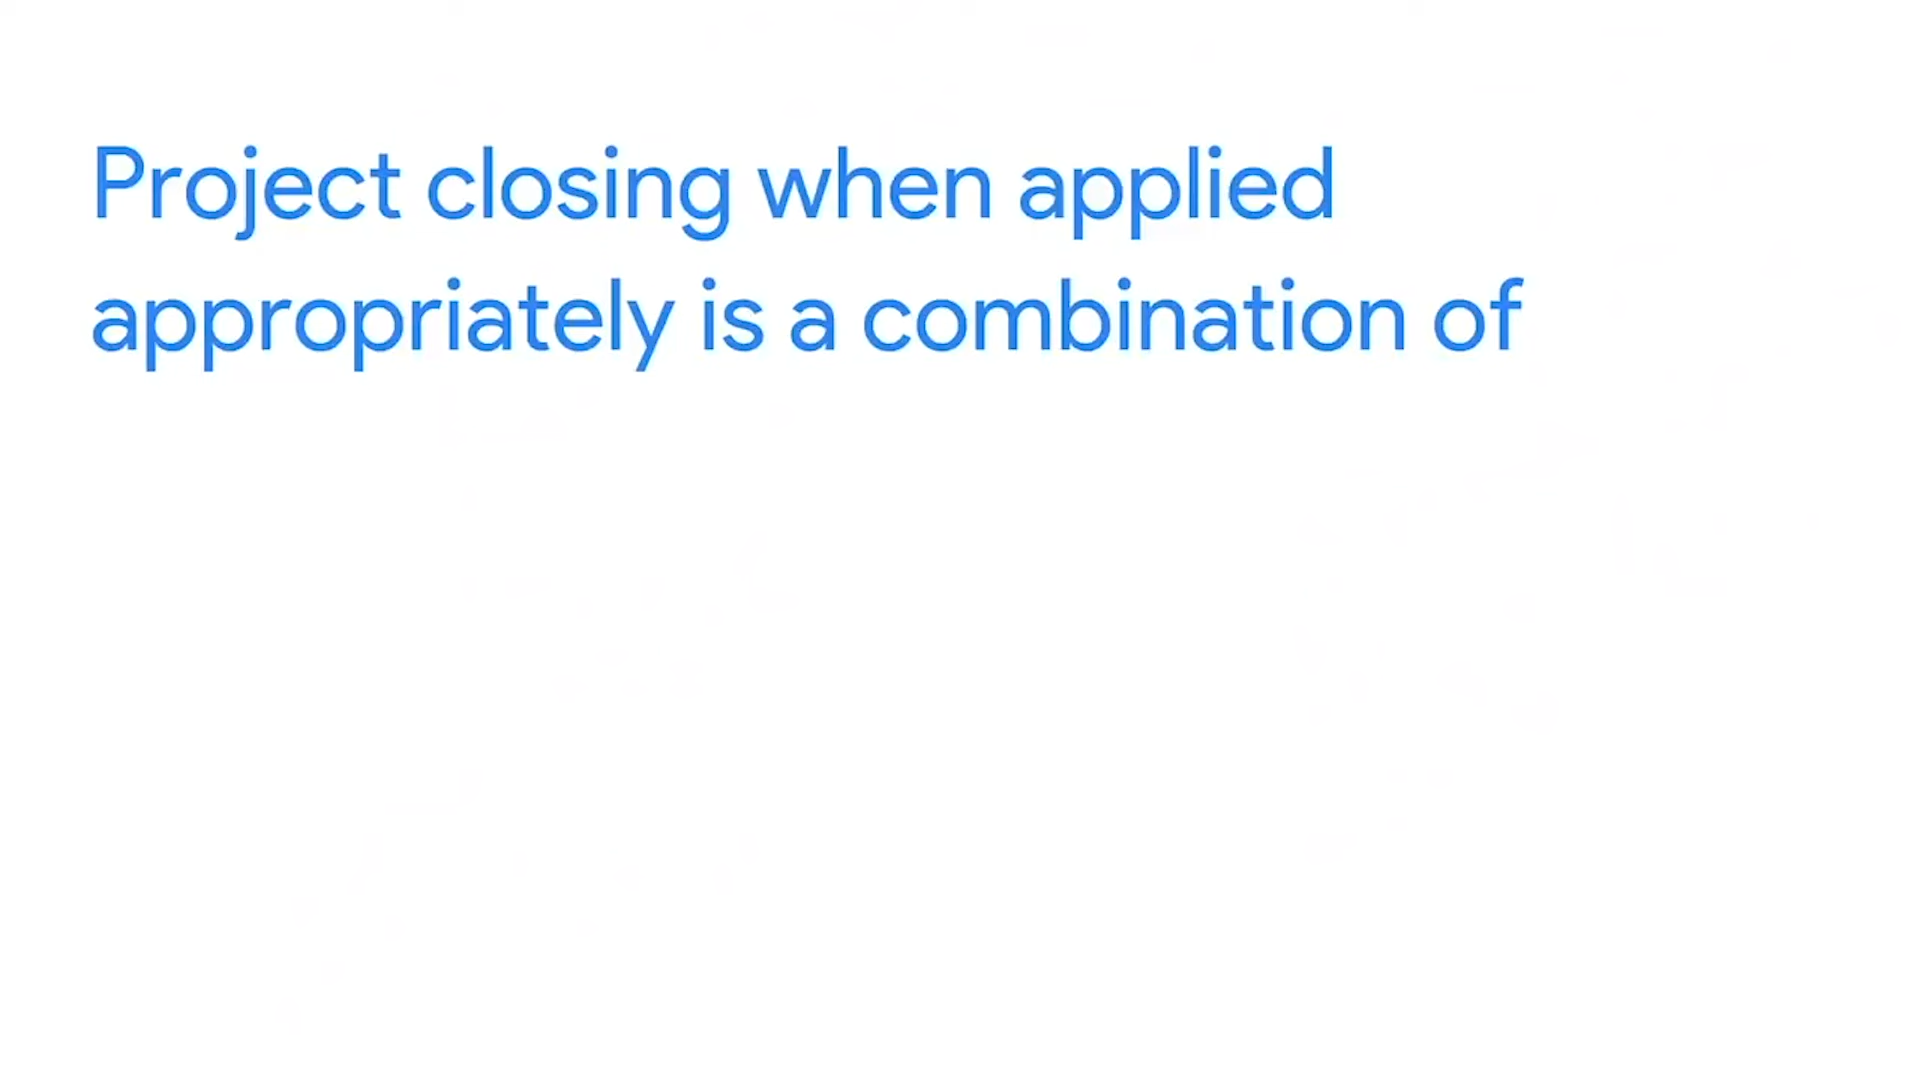 Project closing when applied
appropriately is a combination of